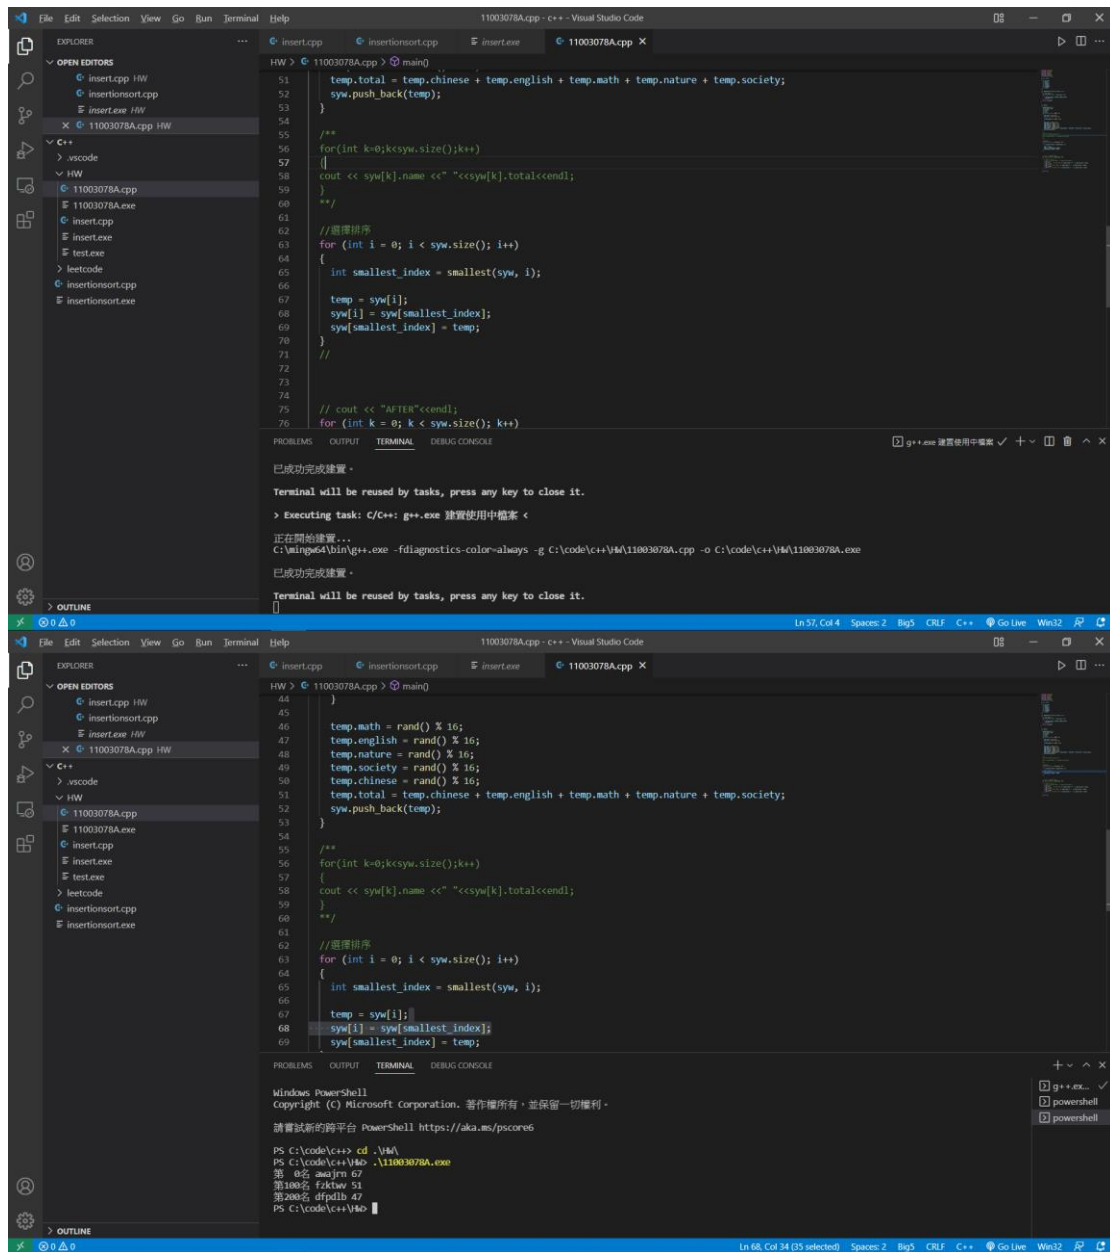 File Edit Selection View Go Run Terminal Help 11003078A.cpp - c++ - Visual Studio Code
EXPLORER ···
OPEN EDITORS
insert.cpp HW
insertionsort.cpp
insert.exe HW
11003078A.cpp HW
C++
.vscode
HW
11003078A.cpp
11003078A.exe
insert.cpp
insert.exe
test.exe
leetcode
insertionsort.cpp
insertionsort.exe
OUTLINE
insert.cpp insertionsort.cpp insert.exe 11003078A.cpp
HW > 11003078A.cpp > main()
51 temp.total = temp.chinese + temp.english + temp.math + temp.nature + temp.society;
52 syw.push_back(temp);
53 }
54
55 /**
56 for(int k=0;k<syw.size();k++)
57 {
58 cout << syw[k].name <<" "<<syw[k].total<<endl;
59 }
60 **/
61
62 //選擇排序
63 for (int i = 0; i < syw.size(); i++)
64 {
65 int smallest_index = smallest(syw, i);
66
67 temp = syw[i];
68 syw[i] = syw[smallest_index];
69 syw[smallest_index] = temp;
70 }
71 //
72
73
74
75 // cout << "AFTER"<<endl;
76 for (int k = 0; k < syw.size(); k++)
PROBLEMS OUTPUT TERMINAL DEBUG CONSOLE g++.exe 建置使用中檔案
已成功完成建置。
Terminal will be reused by tasks, press any key to close it.
> Executing task: C/C++: g++.exe 建置使用中檔案 <
正在開始建置...
C:\mingw64\bin\g++.exe -fdiagnostics-color=always -g C:\code\c++\HW\11003078A.cpp -o C:\code\c++\HW\11003078A.exe
已成功完成建置。
Terminal will be reused by tasks, press any key to close it.
0 0 Ln 57, Col 4 Spaces: 2 Big5 CRLF C++ Go Live Win32
File Edit Selection View Go Run Terminal Help 11003078A.cpp - c++ - Visual Studio Code
EXPLORER ···
OPEN EDITORS
insert.cpp HW
insertionsort.cpp
insert.exe HW
11003078A.cpp HW
C++
.vscode
HW
11003078A.cpp
11003078A.exe
insert.cpp
insert.exe
test.exe
leetcode
insertionsort.cpp
insertionsort.exe
OUTLINE
insert.cpp insertionsort.cpp insert.exe 11003078A.cpp
HW > 11003078A.cpp > main()
44 }
45
46 temp.math = rand() % 16;
47 temp.english = rand() % 16;
48 temp.nature = rand() % 16;
49 temp.society = rand() % 16;
50 temp.chinese = rand() % 16;
51 temp.total = temp.chinese + temp.english + temp.math + temp.nature + temp.society;
52 syw.push_back(temp);
53 }
54
55 /**
56 for(int k=0;k<syw.size();k++)
57 {
58 cout << syw[k].name <<" "<<syw[k].total<<endl;
59 }
60 **/
61
62 //選擇排序
63 for (int i = 0; i < syw.size(); i++)
64 {
65 int smallest_index = smallest(syw, i);
66
67 temp = syw[i];
68 syw[i] = syw[smallest_index];
69 syw[smallest_index] = temp;
PROBLEMS OUTPUT TERMINAL DEBUG CONSOLE
Windows PowerShell
Copyright (C) Microsoft Corporation. 著作權所有，並保留一切權利。
請嘗試新的跨平台 PowerShell https://aka.ms/pscore6
PS C:\code\c++> cd .\HW\
PS C:\code\c++\HW> .\11003078A.exe
第 0名 awajrn 67
第100名 fzktwv 51
第200名 dfpdlb 47
PS C:\code\c++\HW>
g++.ex...
powershell
powershell
0 0 Ln 68, Col 34 (35 selected) Spaces: 2 Big5 CRLF C++ Go Live Win32